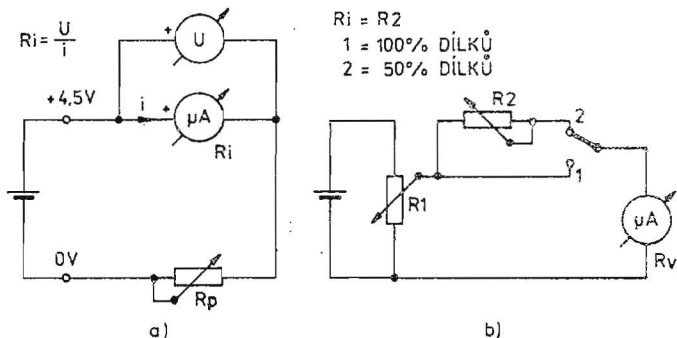 Ri = U/i
U
+4,5V
i
+
+
µA
Ri
0V
Rp
a)
Ri = R2
1 = 100% DÍLKŮ
2 = 50% DÍLKŮ
R2
2
1
R1
µA
Rv
b)